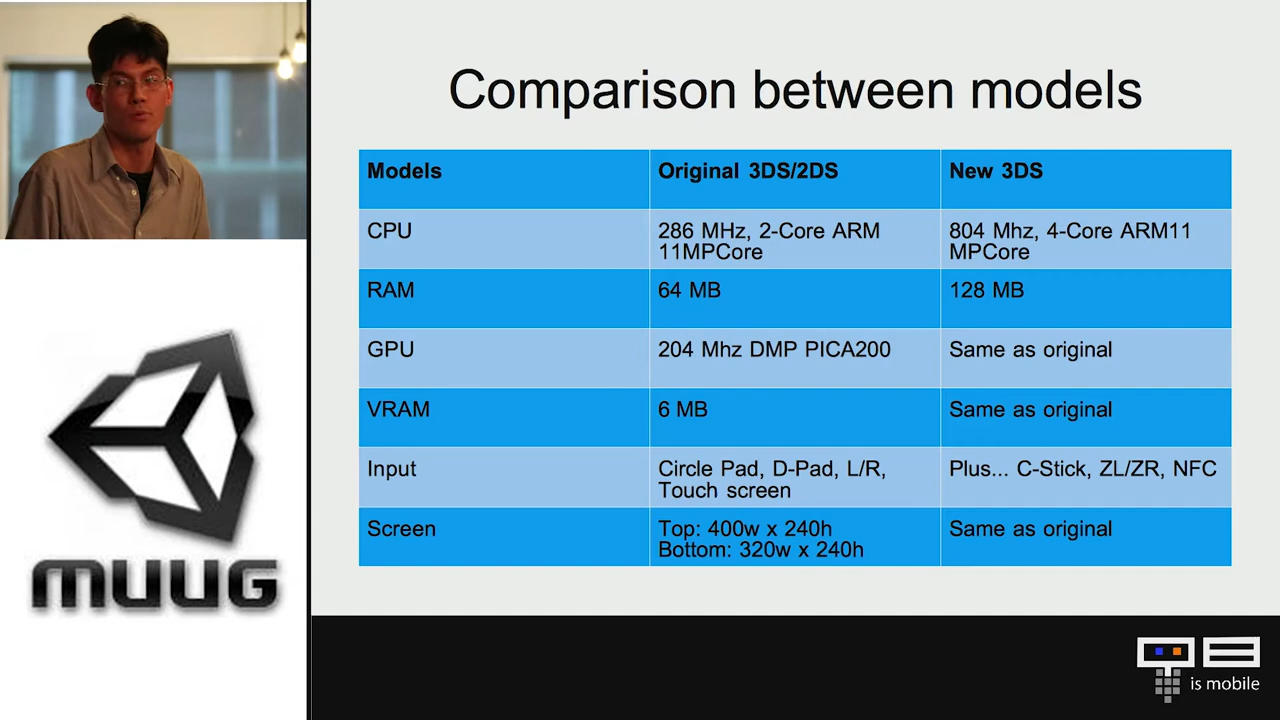 Comparison between models
Models
Original 3DS/2DS
New 3DS
CPU
286 MHz, 2-Core ARM
11MPCore
804 Mhz, 4-Core ARM11
MPCore
RAM
64 MB
128 MB
GPU
204 Mhz DMP PICA200
Same as original
VRAM
6 MB
Same as original
Input
Circle Pad, D-Pad, L/R,
Touch screen
Plus... C-Stick, ZL/ZR, NFC
Screen
Top: 400w x 240h
Bottom: 320w x 240h
Same as original
MUUG
is mobile